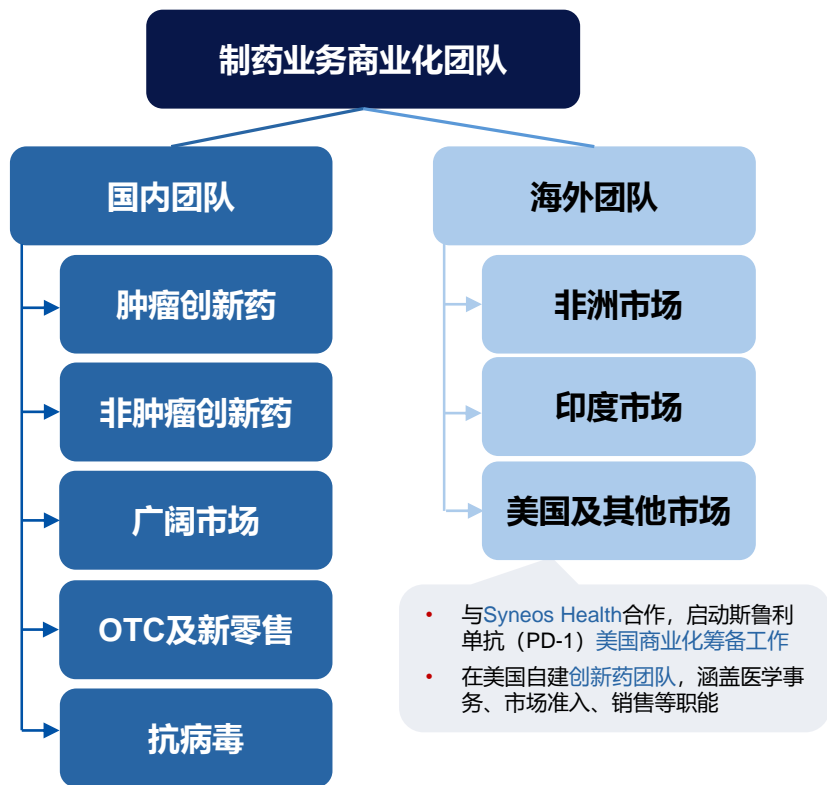 制药业务商业化团队
国内团队
肿瘤创新药
非肿瘤创新药
广阔市场
OTC及新零售
抗病毒
海外团队
非洲市场
印度市场
美国及其他市场
• 与Syneos Health合作，启动斯鲁利
单抗（PD-1）美国商业化筹备工作
• 在美国自建创新药团队，涵盖医学事
务、市场准入、销售等职能